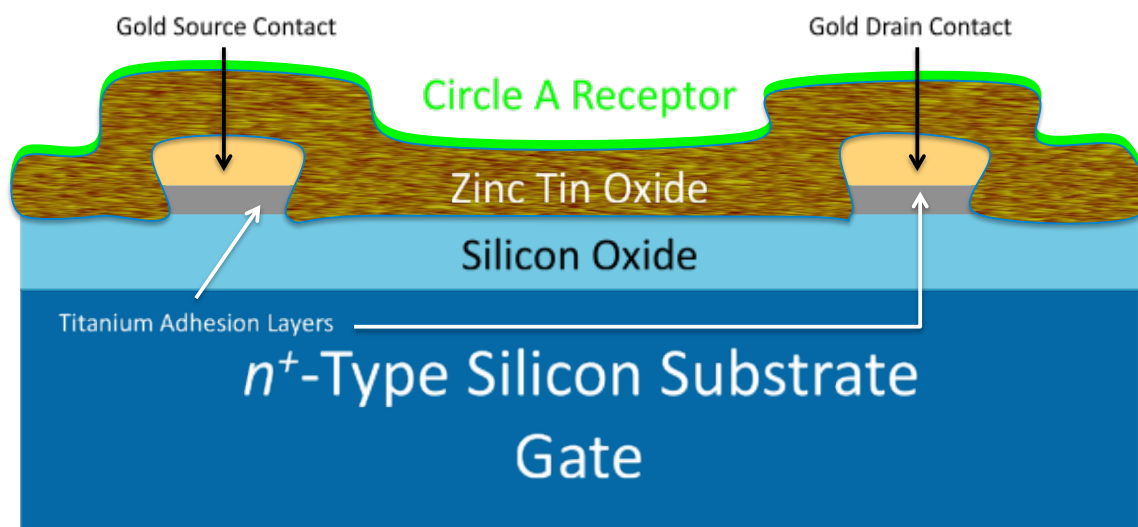 Gold Source Contact
Gold Drain Contact
Circle A Receptor
Zinc Tin Oxide
Silicon Oxide
Titanium Adhesion Layers
n⁺-Type Silicon Substrate
Gate